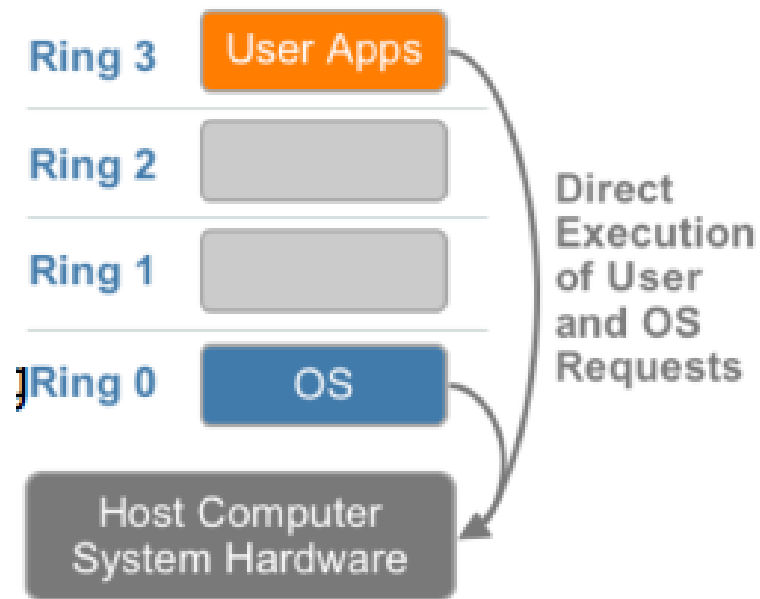 Ring 3
User Apps
Ring 2
Ring 1
Direct
Execution
of User
and OS
Requests
Ring 0
OS
Host Computer
System Hardware